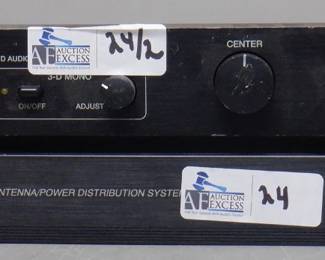 D AUDIO
AUCTION
AE EXCESS
24/2
CENTER
3-D MONO
ON/OFF
ADJUST
NTENNA/POWER DISTRIBUTION SYSTEM
AUCTION
AE EXCESS
24